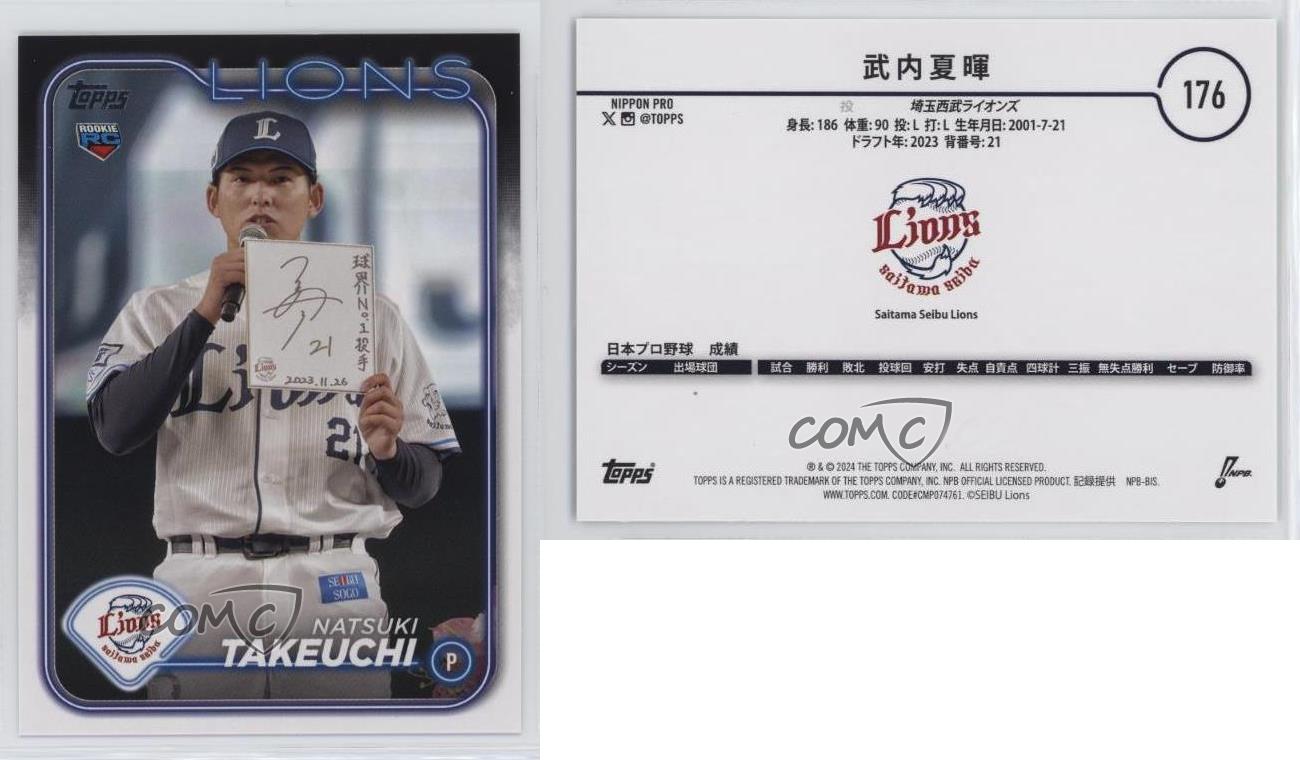 LIONS
Topps
ROOKIE
RC
L
球界No.1投手
21
Lions
2023.11.26
Lions
21
SEIBU
SOGO
Lions
saitama seibu
COMC
NATSUKI
TAKEUCHI
P
武内夏暉
176
NIPPON PRO
@TOPPS
投 埼玉西武ライオンズ
身長: 186 体重: 90 投: L 打: L 生年月日: 2001-7-21
ドラフト年: 2023 背番号: 21
Lions
saitama seibu
Saitama Seibu Lions
日本プロ野球 成績
シーズン 出場球団 試合 勝利 敗北 投球回 安打 失点 自責点 四球計 三振 無失点勝利 セーブ 防御率
COMC
Topps
® & © 2024 THE TOPPS COMPANY, INC. ALL RIGHTS RESERVED.
TOPPS IS A REGISTERED TRADEMARK OF THE TOPPS COMPANY, INC. NPB OFFICIAL LICENSED PRODUCT. 記録提供 NPB-BIS.
WWW.TOPPS.COM. CODE#CMP074761. ©SEIBU Lions
NPB